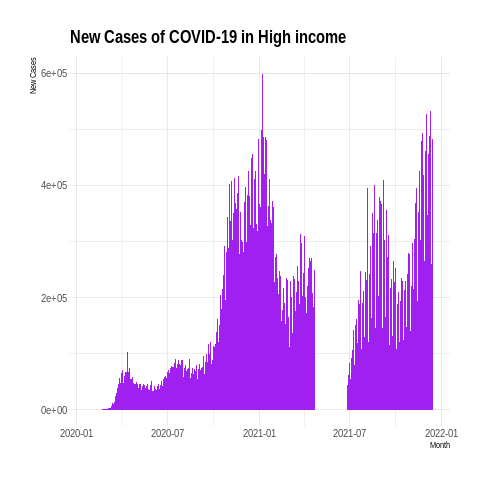 New Cases of COVID-19 in High income
New Cases
6e+05
4e+05
2e+05
0e+00
2020-01 2020-07 2021-01 2021-07 2022-01
Month